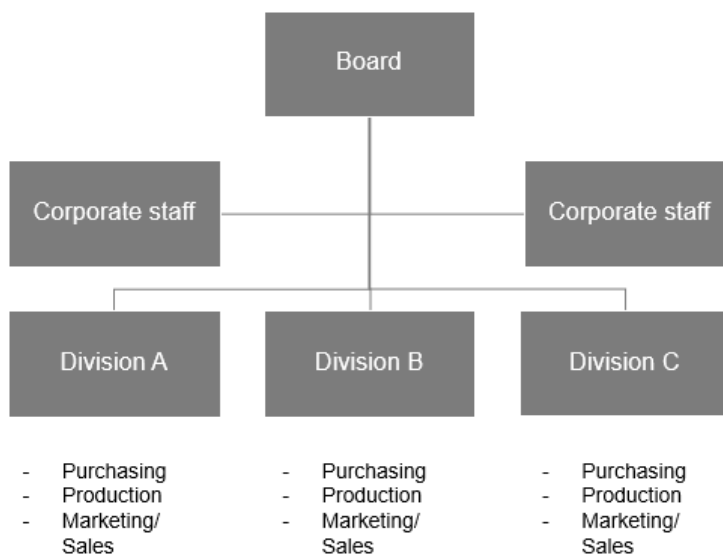 Board
Corporate staff
Corporate staff
Division A
Division B
Division C
- Purchasing
- Production
- Marketing/
Sales
- Purchasing
- Production
- Marketing/
Sales
- Purchasing
- Production
- Marketing/
Sales